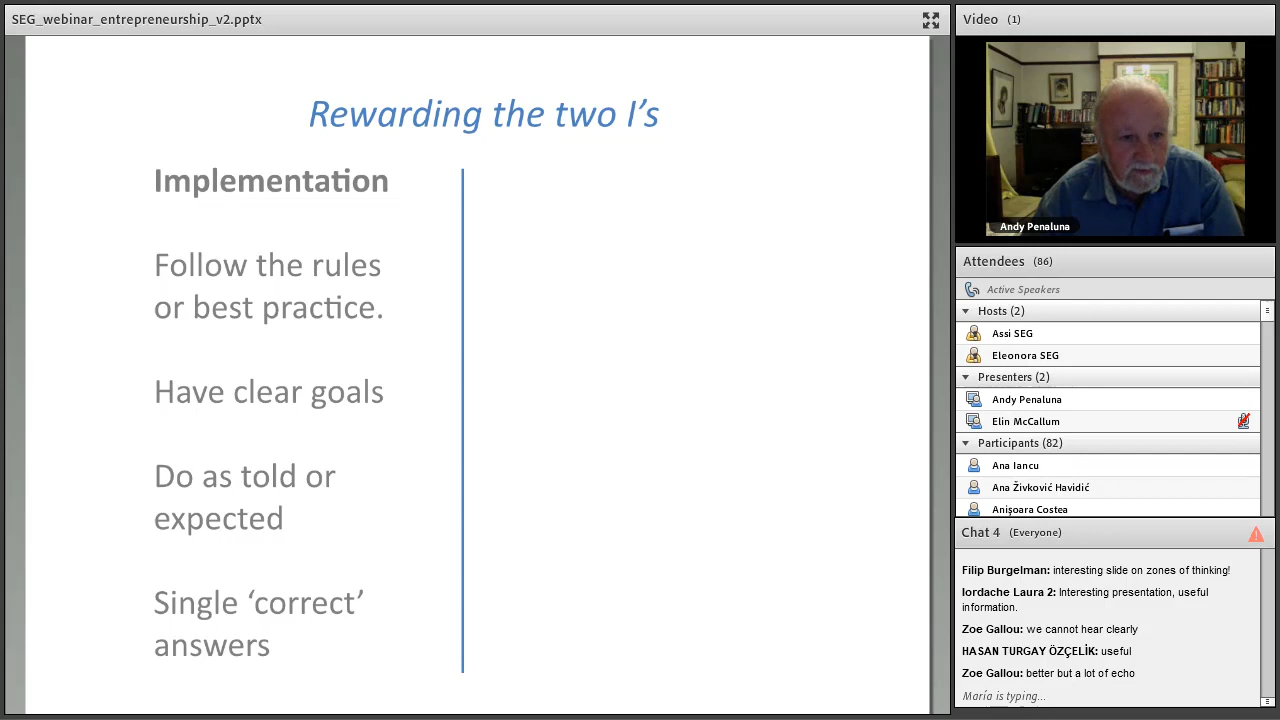 SEG_webinar_entrepreneurship_v2.pptx
Rewarding the two I's
Implementation
Follow the rules
or best practice.
Have clear goals
Do as told or
expected
Single ‘correct’
answers
Video (1)
Andy Penaluna
Attendees (86)
Active Speakers
Hosts (2)
Assi SEG
Eleonora SEG
Presenters (2)
Andy Penaluna
Elin McCallum
Participants (82)
Ana Iancu
Ana Živković Havidić
Anişoara Costea
Chat 4 (Everyone)
Filip Burgelman: interesting slide on zones of thinking!
Iordache Laura 2: Interesting presentation, useful
information.
Zoe Gallou: we cannot hear clearly
HASAN TURGAY ÖZÇELİK: useful
Zoe Gallou: better but a lot of echo
María is typing...